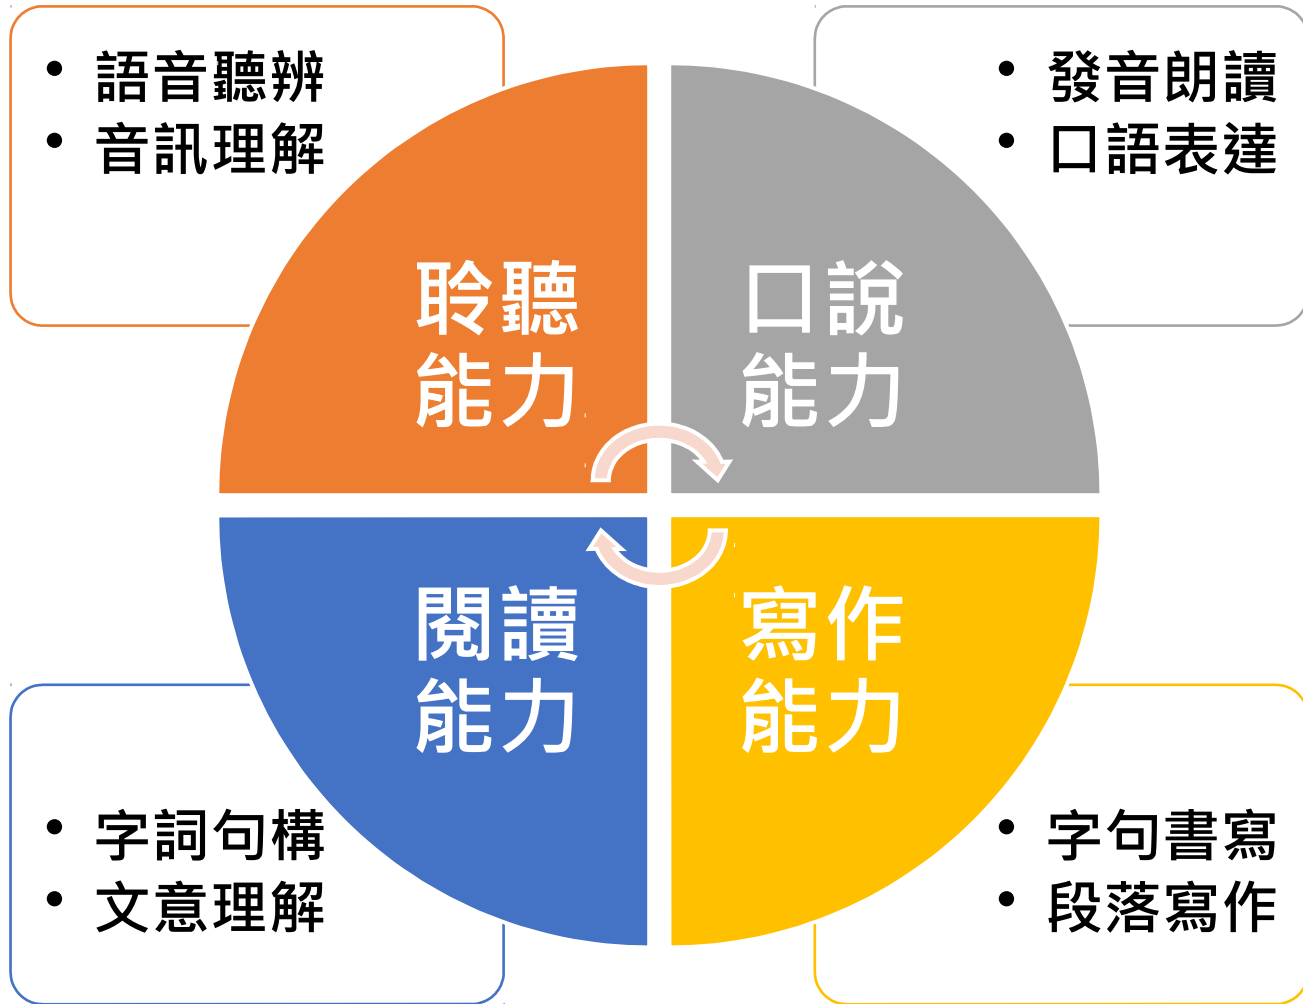 語音聽辨
音訊理解
發音朗讀
口語表達
聆聽
能力
口說
能力
閱讀
能力
寫作
能力
字詞句構
文意理解
字句書寫
段落寫作